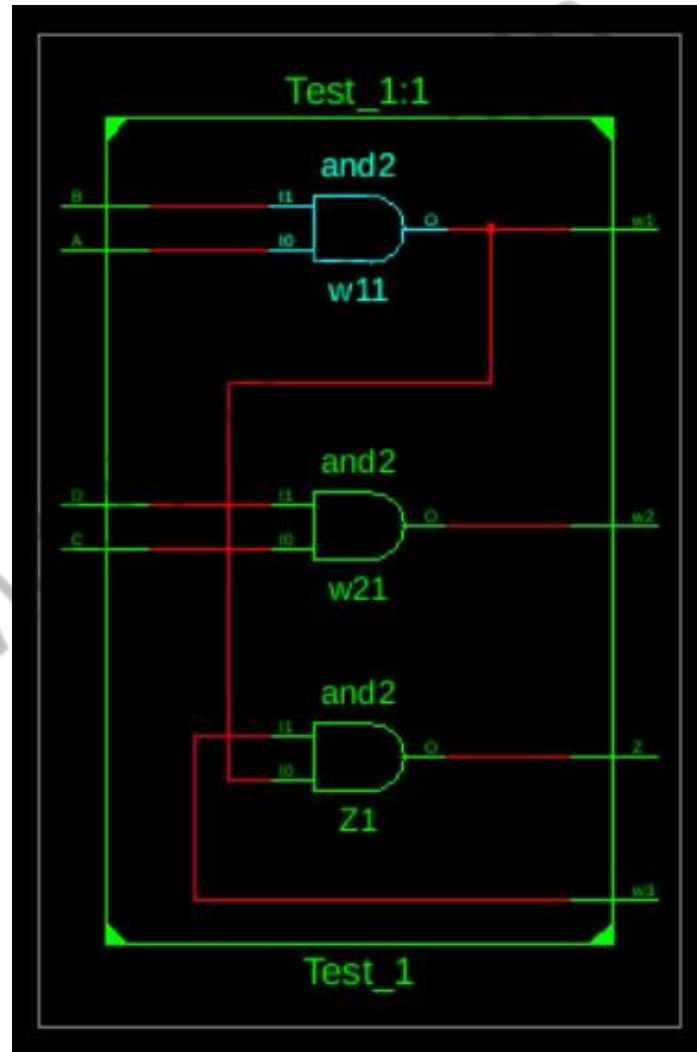 Test_1:1
and2
B I1
O w1
A I0
w11
and2
D I1
O w2
C I0
w21
and2
I1
O Z
I0
Z1
w3
Test_1